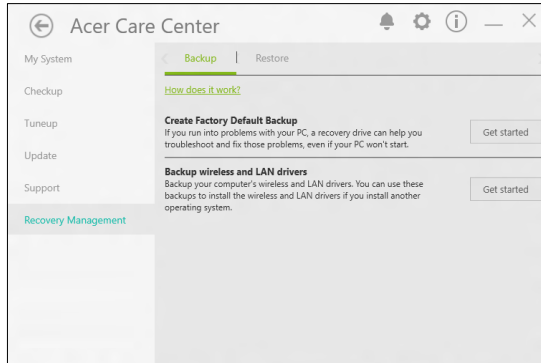 Acer Care Center
My System
Checkup
Tuneup
Update
Support
Recovery Management
Backup
Restore
How does it work?
Create Factory Default Backup
If you run into problems with your PC, a recovery drive can help you
troubleshoot and fix those problems, even if your PC won't start.
Get started
Backup wireless and LAN drivers
Backup your computer's wireless and LAN drivers. You can use these
backups to install the wireless and LAN drivers if you install another
operating system.
Get started